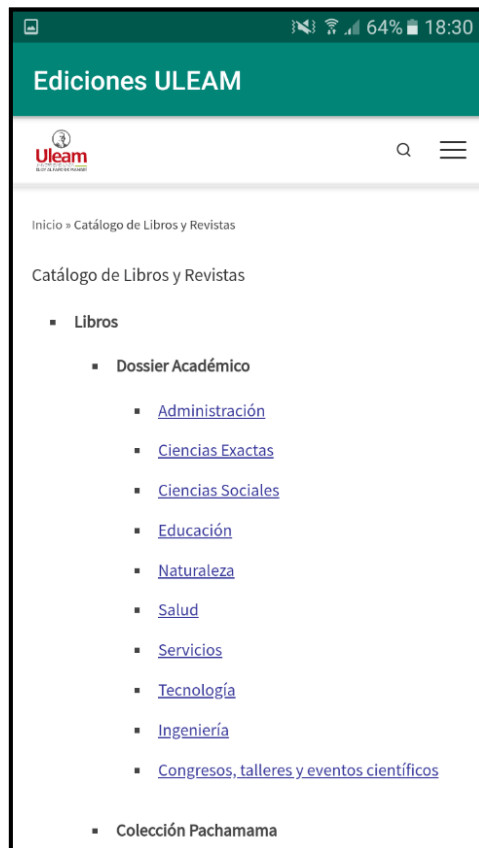 64% 18:30
Ediciones ULEAM
Uleam
Inicio » Catálogo de Libros y Revistas
Catálogo de Libros y Revistas
Libros
Dossier Académico
Administración
Ciencias Exactas
Ciencias Sociales
Educación
Naturaleza
Salud
Servicios
Tecnología
Ingeniería
Congresos, talleres y eventos científicos
Colección Pachamama